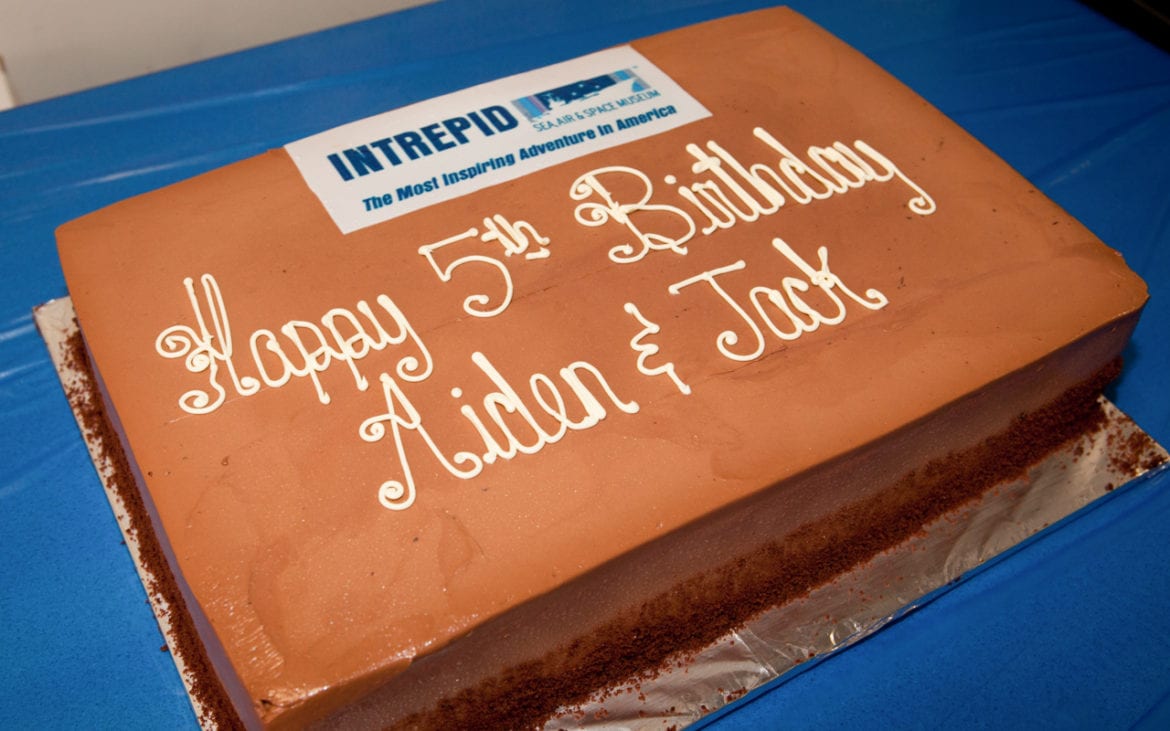 INTREPID
SEA, AIR & SPACE MUSEUM
The Most Inspiring Adventure in America
Happy 5th Birthday
Aiden & Jack